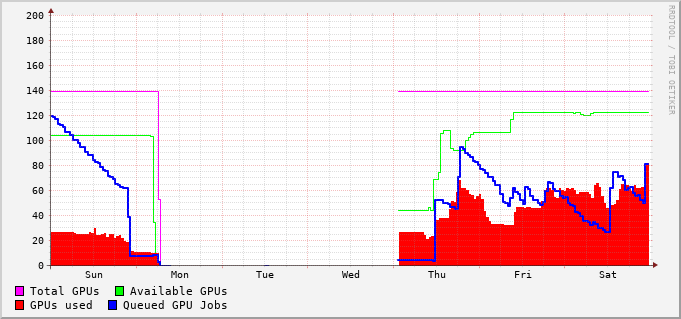 RRDTOOL / TOBI OETIKER
200
180
160
140
120
100
80
60
40
20
0
Sun Mon Tue Wed Thu Fri Sat
Total GPUs Available GPUs
GPUs used Queued GPU Jobs